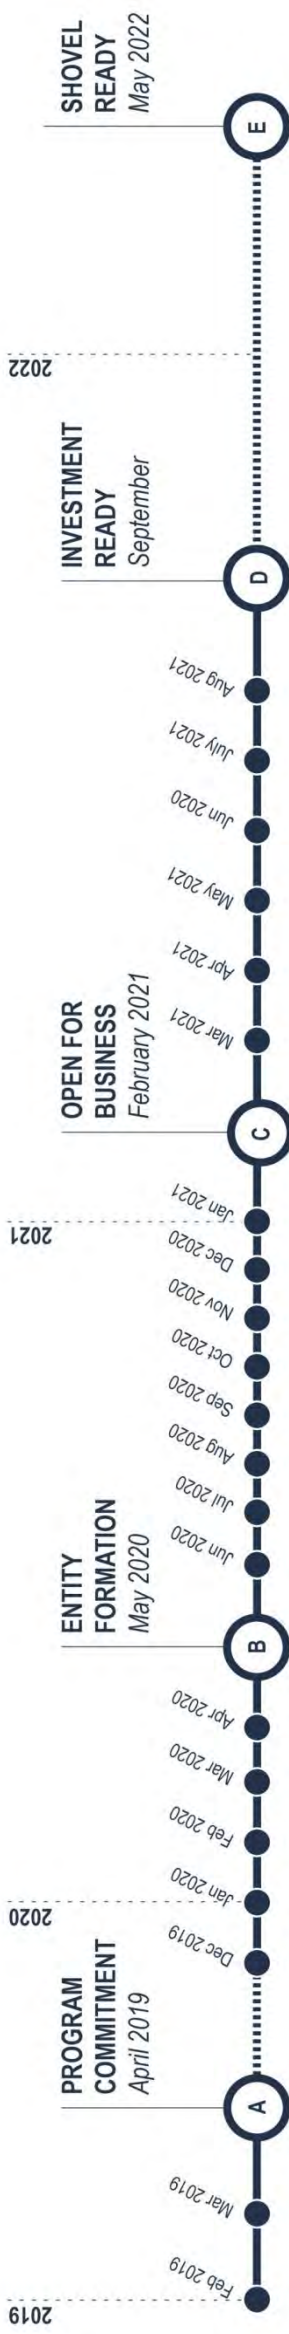 2019
Feb 2019
Mar 2019
PROGRAM
COMMITMENT
April 2019
A
Dec 2019
2020
Jan 2020
Feb 2020
Mar 2020
Apr 2020
ENTITY
FORMATION
May 2020
B
Jun 2020
Jul 2020
Aug 2020
Sep 2020
Oct 2020
Nov 2020
Dec 2020
2021
Jan 2021
OPEN FOR
BUSINESS
February 2021
C
Mar 2021
Apr 2021
May 2021
Jun 2020
July 2021
Aug 2021
INVESTMENT
READY
September
D
2022
SHOVEL
READY
May 2022
E